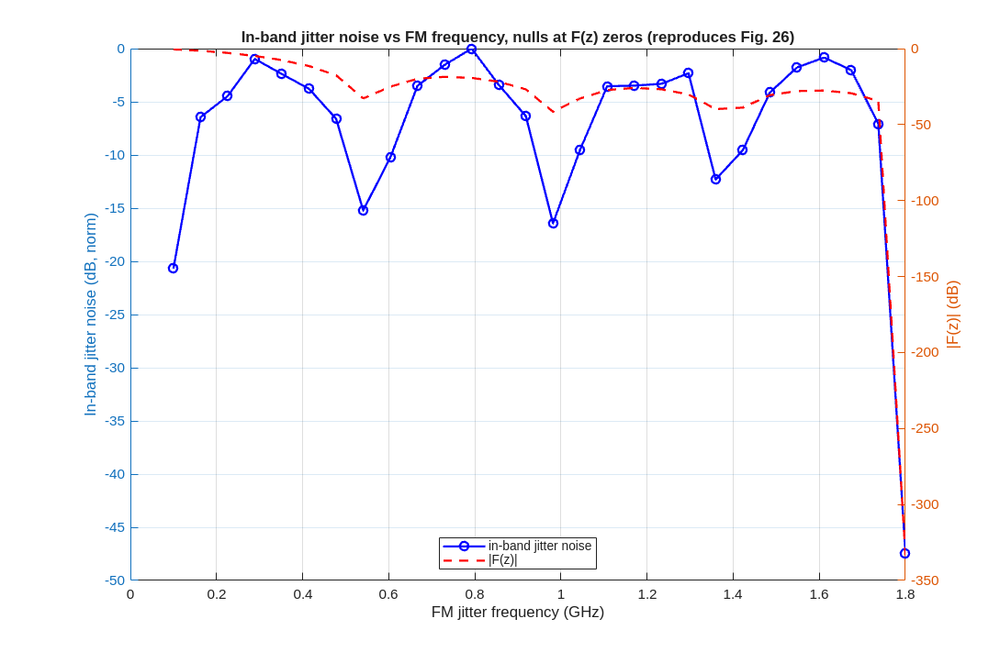 In-band jitter noise vs FM frequency, nulls at F(z) zeros (reproduces Fig. 26)
0
-5
-10
-15
-20
-25
-30
-35
-40
-45
-50
In-band jitter noise (dB, norm)
0
-50
-100
-150
-200
-250
-300
-350
|F(z)| (dB)
in-band jitter noise
|F(z)|
0 0.2 0.4 0.6 0.8 1 1.2 1.4 1.6 1.8
FM jitter frequency (GHz)